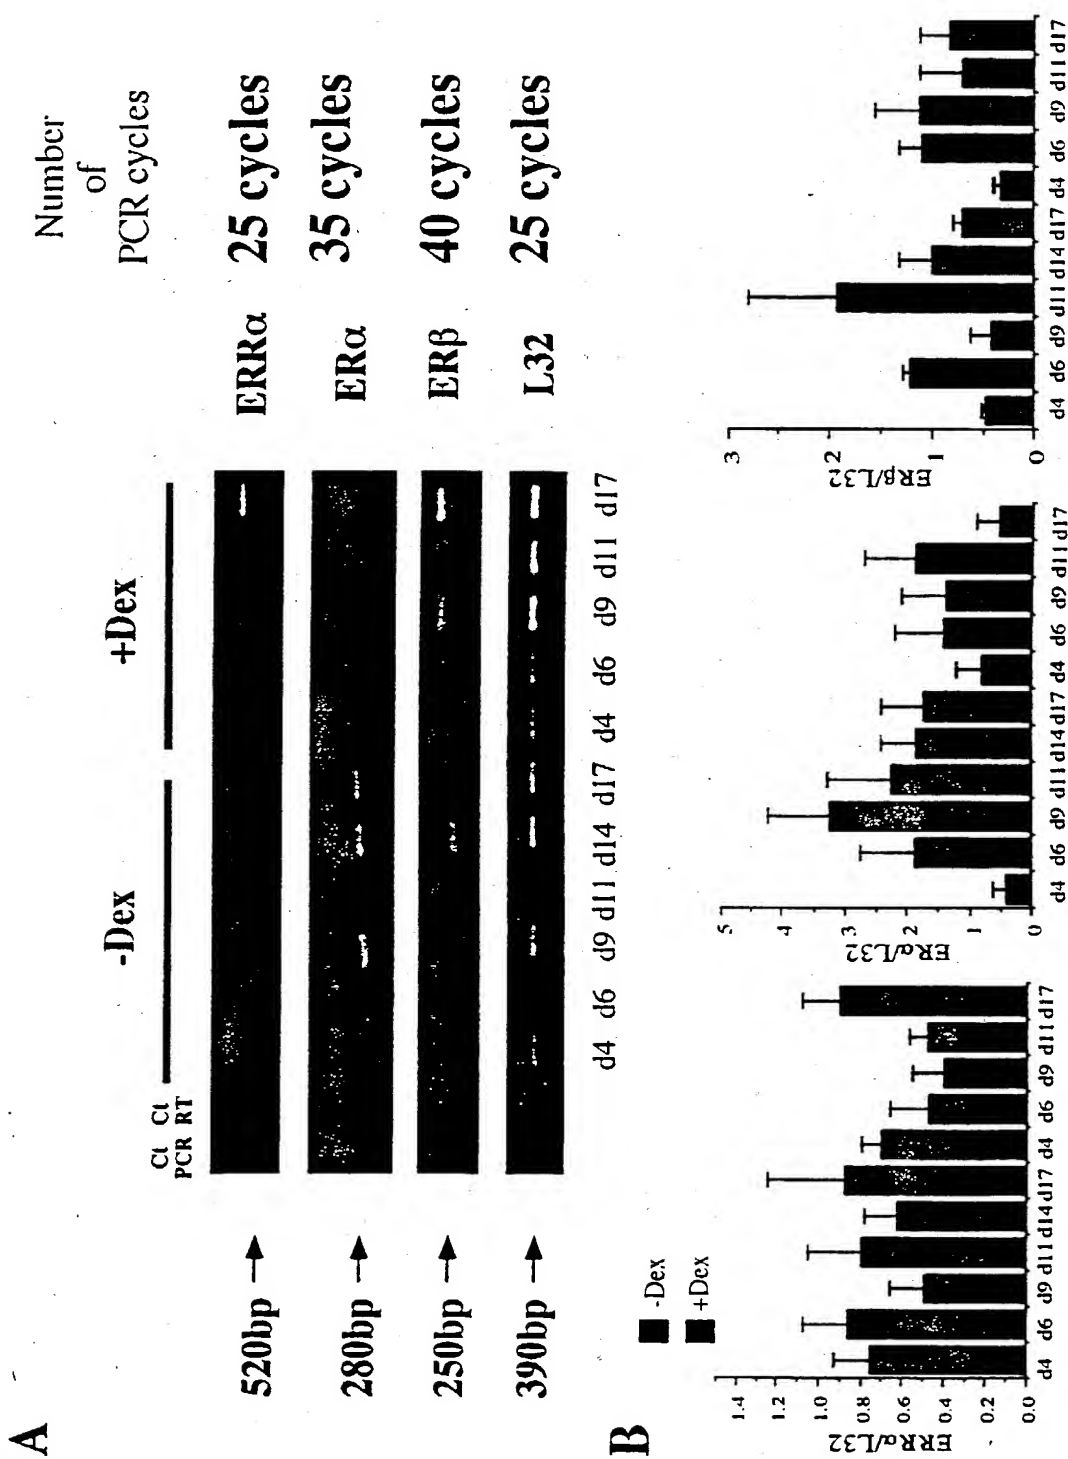 A
Number
of
PCR cycles
-Dex
+Dex
Ct Ct
PCR RT
520bp
ERRα
25 cycles
280bp
ERα
35 cycles
250bp
ERβ
40 cycles
390bp
L32
25 cycles
d4 d6 d9 d11 d14 d17 d4 d6 d9 d11 d17
B
-Dex
+Dex
ERRα/L32
1.4
1.2
1.0
0.8
0.6
0.4
0.2
0.0
d4 d6 d9 d11 d14 d17 d4 d6 d9 d11 d17
ERα/L32
5
4
3
2
1
0
d4 d6 d9 d11 d14 d17 d4 d6 d9 d11 d17
ERβ/L32
3
2
1
0
d4 d6 d9 d11 d14 d17 d4 d6 d9 d11 d17